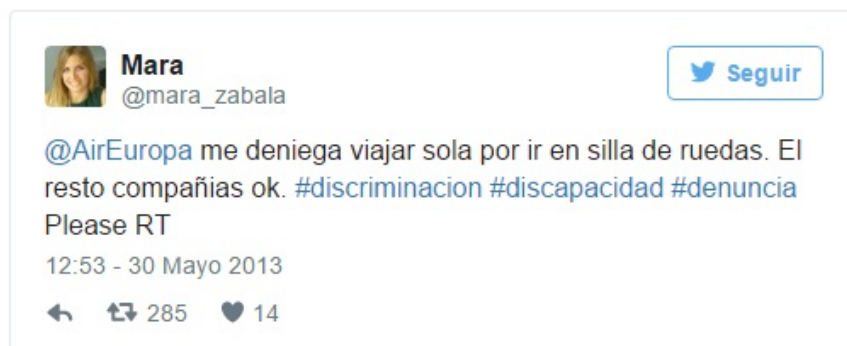 Mara
Seguir
@mara_zabala
@AirEuropa me deniega viajar sola por ir en silla de ruedas. El
resto compañias ok. #discriminacion #discapacidad #denuncia
Please RT
12:53 - 30 Mayo 2013
285 14